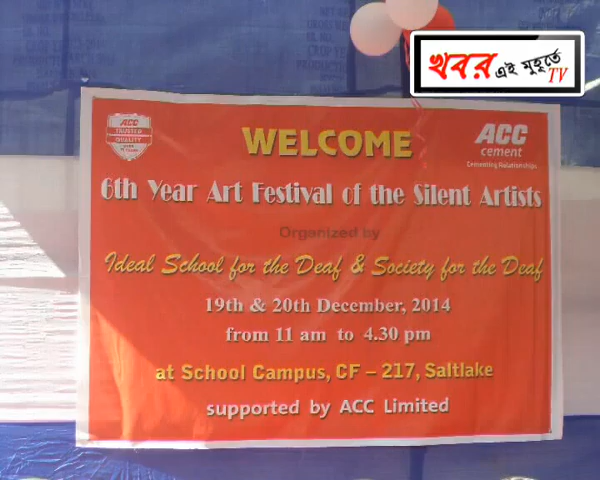 খবর এই মুহূর্তে TV
ACC
TRUSTED
QUALITY
WELCOME
ACC
cement
Cementing Relationships
6th Year Art Festival of the Silent Artists
Organized by
Ideal School for the Deaf & Society for the Deaf
19th & 20th December, 2014
from 11 am to 4.30 pm
at School Campus, CF – 217, Saltlake
supported by ACC Limited